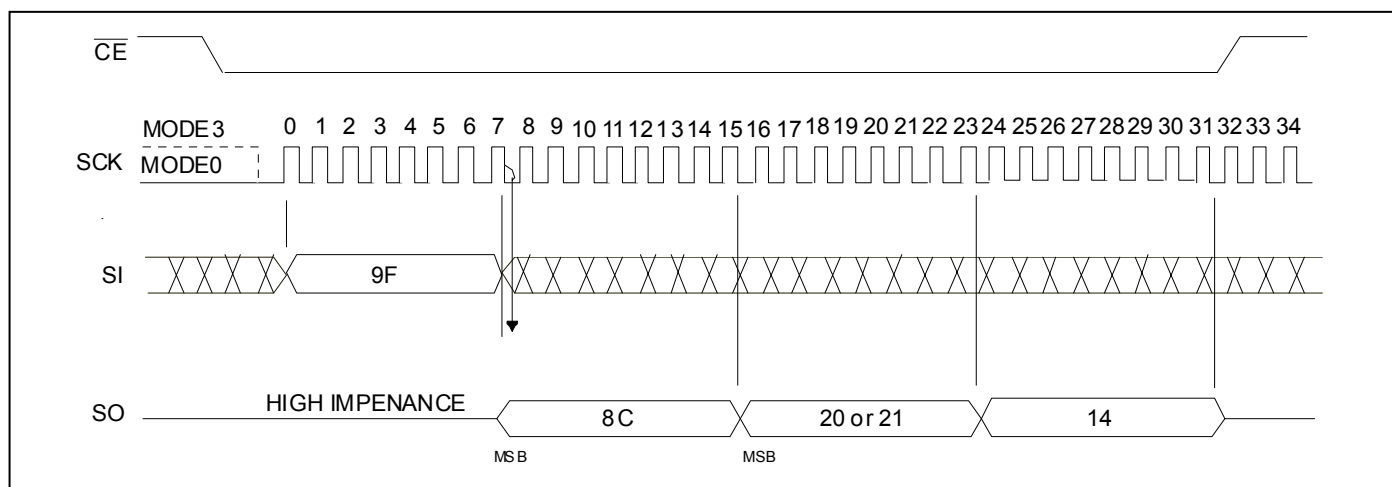 CE
MODE3 0 1 2 3 4 5 6 7 8 9 10 11 12 13 14 15 16 17 18 19 20 21 22 23 24 25 26 27 28 29 30 31 32 33 34
SCK MODE0
SI 9F
SO HIGH IMPENANCE 8C 20 or 21 14
MSB MSB